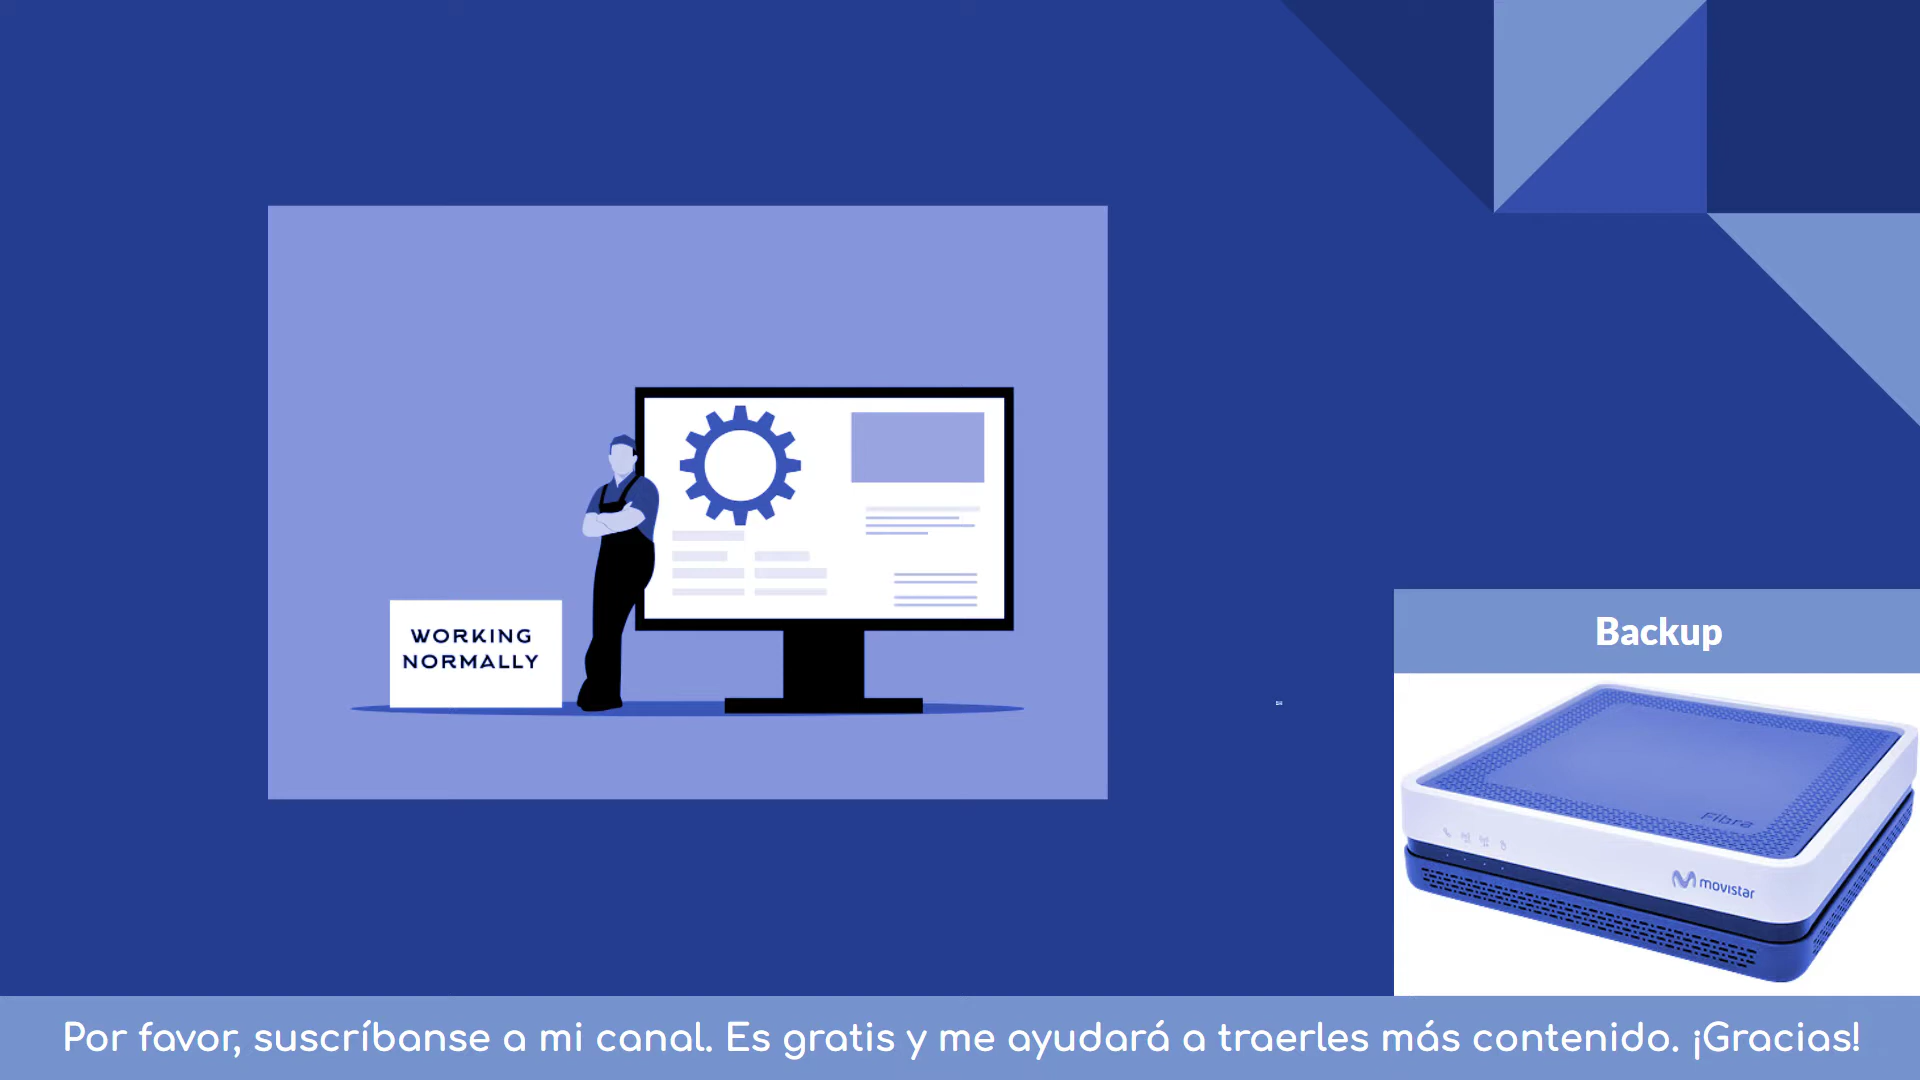 WORKING
NORMALLY
Backup
Fibra
movistar
Por favor, suscríbanse a mi canal. Es gratis y me ayudará a traerles más contenido. ¡Gracias!